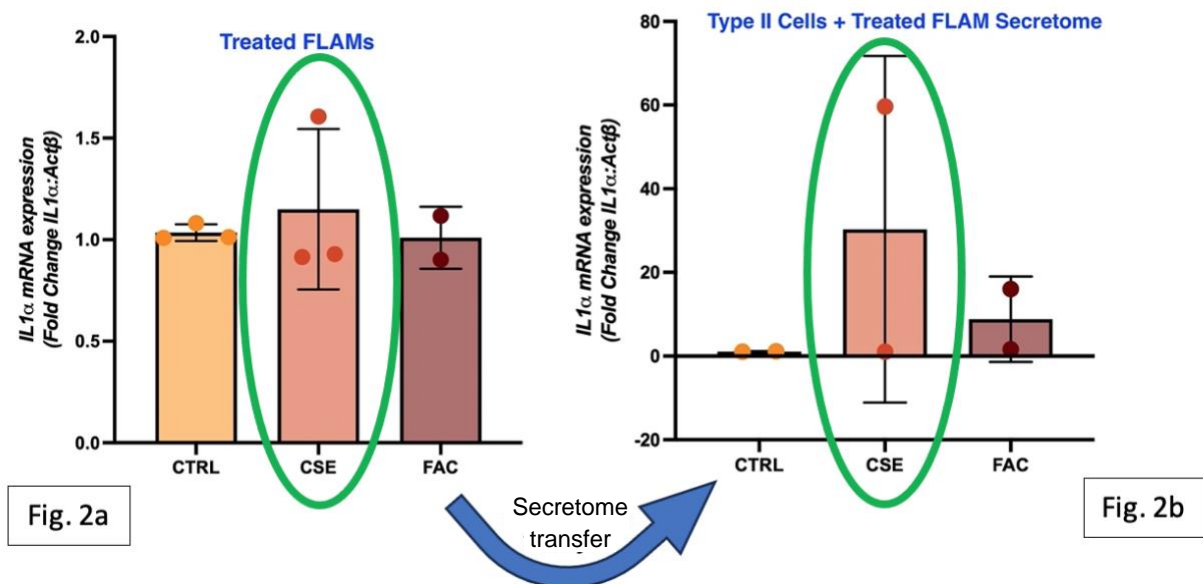 Treated FLAMs
IL1α mRNA expression
(Fold Change IL1α:Actβ)
2.0
1.5
1.0
0.5
0.0
CTRL
CSE
FAC
Fig. 2a
Secretome
transfer
Type II Cells + Treated FLAM Secretome
IL1α mRNA expression
(Fold Change IL1α:Actβ)
80
60
40
20
0
-20
CTRL
CSE
FAC
Fig. 2b